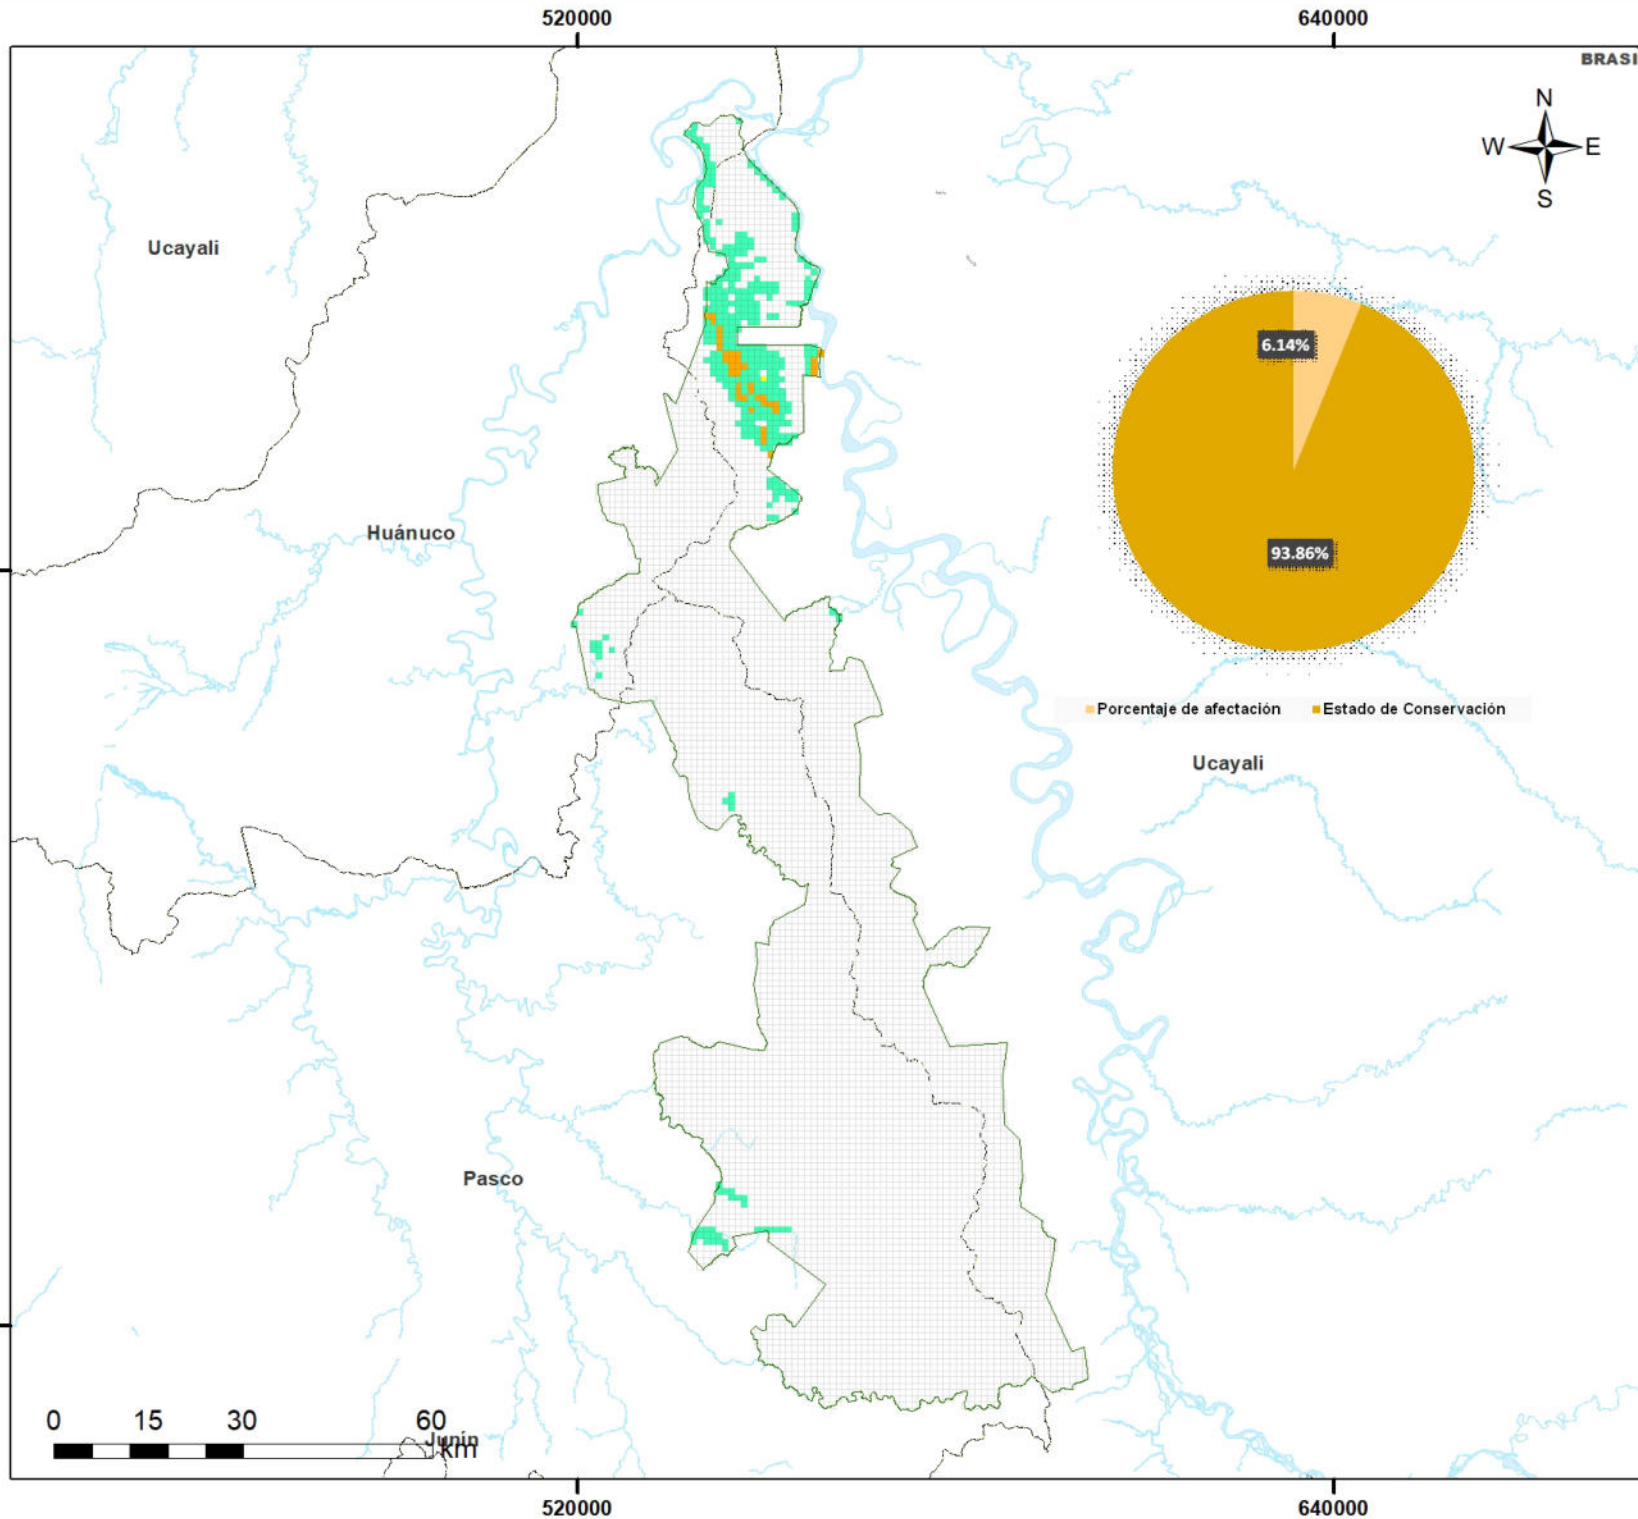 520000 640000
BRASI
N
W E
S
Ucayali
6.14%
Huánuco
93.86%
Porcentaje de afectación Estado de Conservación
Ucayali
Pasco
0 15 30 60
Junín
km
520000 640000